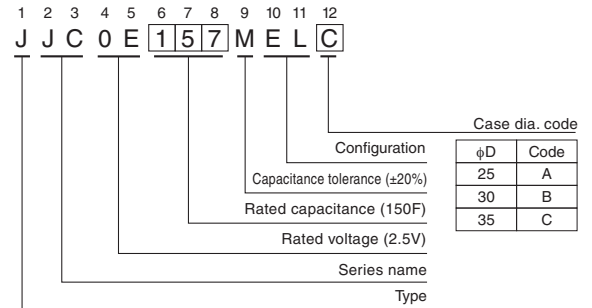 1 2 3 4 5 6 7 8 9 10 11 12
J J C 0 E 1 5 7 M E L C
Case dia. code
Configuration
Capacitance tolerance (±20%)
Rated capacitance (150F)
Rated voltage (2.5V)
Series name
Type
ϕD Code
25 A
30 B
35 C